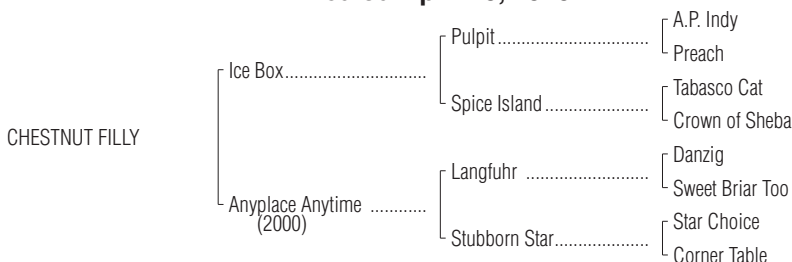 A.P. Indy
Pulpit
Preach
Ice Box
Tabasco Cat
Spice Island
Crown of Sheba
CHESTNUT FILLY
Danzig
Langfuhr
Sweet Briar Too
Anyplace Anytime
(2000)
Star Choice
Stubborn Star
Corner Table